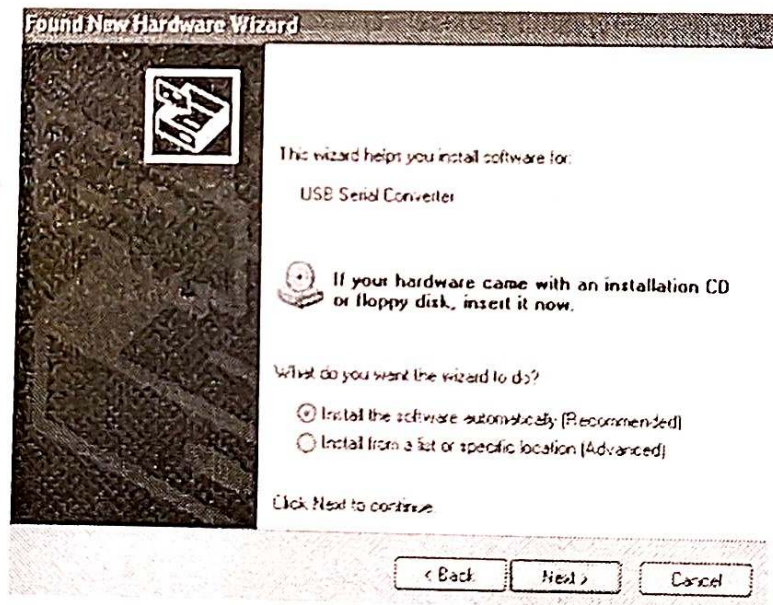 Found New Hardware Wizard
This wizard helps you install software for:
USB Serial Converter
If your hardware came with an installation CD
or floppy disk, insert it now.
What do you want the wizard to do?
Install the software automatically (Recommended)
Install from a list or specific location (Advanced)
Click Next to continue.
< Back
Next >
Cancel